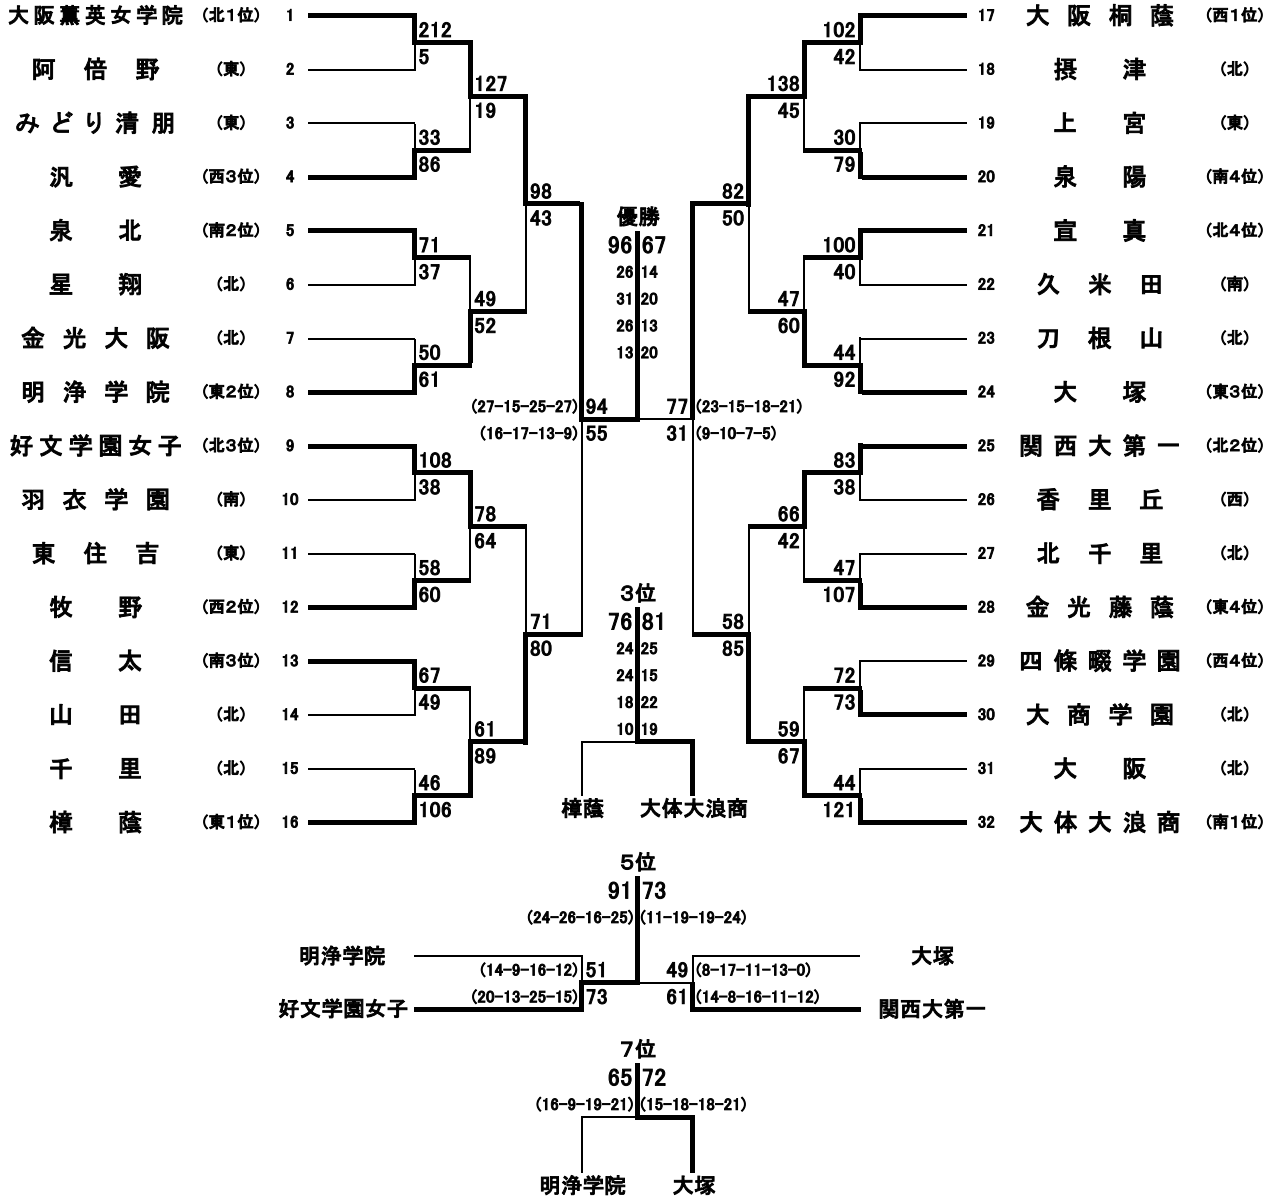 大阪薫英女学院 (北1位) 1
212
5
阿倍野 (東) 2
127
19
みどり清朋 (東) 3
33
86
汎愛 (西3位) 4
98
43
泉北 (南2位) 5
71
37
星翔 (北) 6
49
52
金光大阪 (北) 7
50
61
明浄学院 (東2位) 8
(27-15-25-27) 94
(16-17-13-9) 55
好文学園女子 (北3位) 9
108
38
羽衣学園 (南) 10
78
64
東住吉 (東) 11
58
60
牧野 (西2位) 12
71
80
信太 (南3位) 13
67
49
山田 (北) 14
61
89
千里 (北) 15
46
106
樟蔭 (東1位) 16
優勝
96 67
26 14
31 20
26 13
13 20
3位
76 81
24 25
24 15
18 22
10 19
樟蔭 大体大浪商
17 大阪桐蔭 (西1位)
102
42
18 摂津 (北)
138
45
19 上宮 (東)
30
79
20 泉陽 (南4位)
82
50
21 宣真 (北4位)
100
40
22 久米田 (南)
47
60
23 刀根山 (北)
44
92
24 大塚 (東3位)
77 (23-15-18-21)
31 (9-10-7-5)
25 関西大第一 (北2位)
83
38
26 香里丘 (西)
66
42
27 北千里 (北)
47
107
28 金光藤蔭 (東4位)
58
85
29 四條畷学園 (西4位)
72
73
30 大商学園 (北)
59
67
31 大阪 (北)
44
121
32 大体大浪商 (南1位)
5位
91 73
(24-26-16-25) (11-19-19-24)
明浄学院 大塚
(14-9-16-12) 51 49 (8-17-11-13-0)
(20-13-25-15) 73 61 (14-8-16-11-12)
好文学園女子 関西大第一
7位
65 72
(16-9-19-21) (15-18-18-21)
明浄学院 大塚